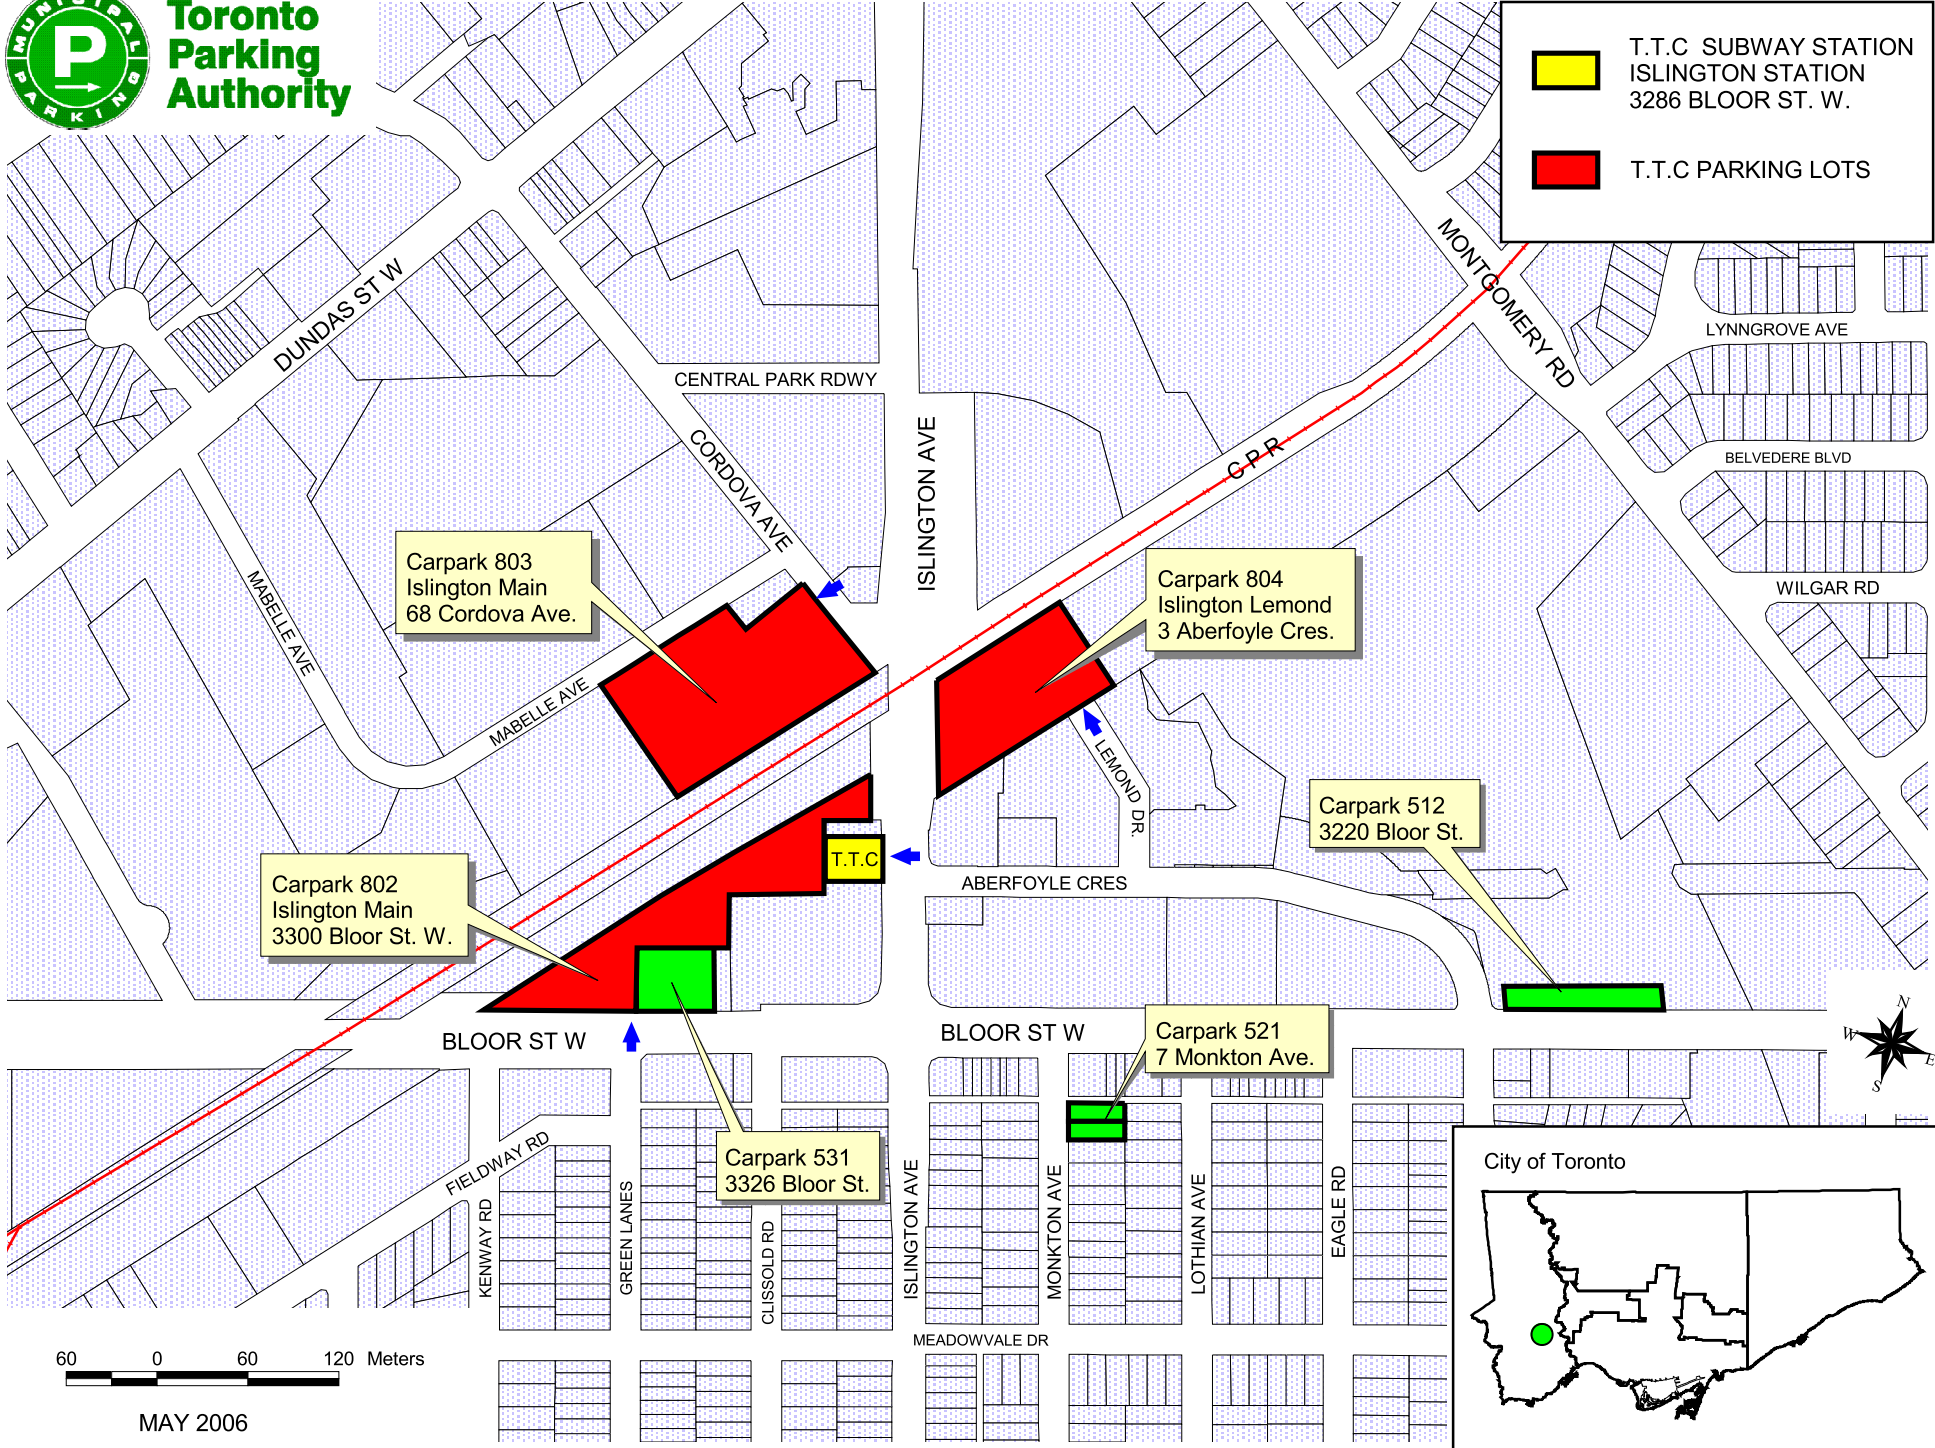 MUNICIPAL
P
PARKING
Toronto
Parking
Authority
T.T.C SUBWAY STATION
ISLINGTON STATION
3286 BLOOR ST. W.
T.T.C PARKING LOTS
MONTGOMERY RD
LYNNGROVE AVE
BELVEDERE BLVD
WILGAR RD
DUNDAS ST W
CENTRAL PARK RDWY
CORDOVA AVE
ISLINGTON AVE
C P R
MABELLE AVE
MABELLE AVE
Carpark 803
Islington Main
68 Cordova Ave.
Carpark 804
Islington Lemond
3 Aberfoyle Cres.
LEMOND DR.
Carpark 512
3220 Bloor St.
T.T.C
ABERFOYLE CRES
Carpark 802
Islington Main
3300 Bloor St. W.
BLOOR ST W
BLOOR ST W
Carpark 521
7 Monkton Ave.
N
W
E
S
Carpark 531
3326 Bloor St.
FIELDWAY RD
KENWAY RD
GREEN LANES
CLISSOLD RD
ISLINGTON AVE
MONKTON AVE
LOTHIAN AVE
EAGLE RD
MEADOWVALE DR
City of Toronto
60 0 60 120 Meters
MAY 2006